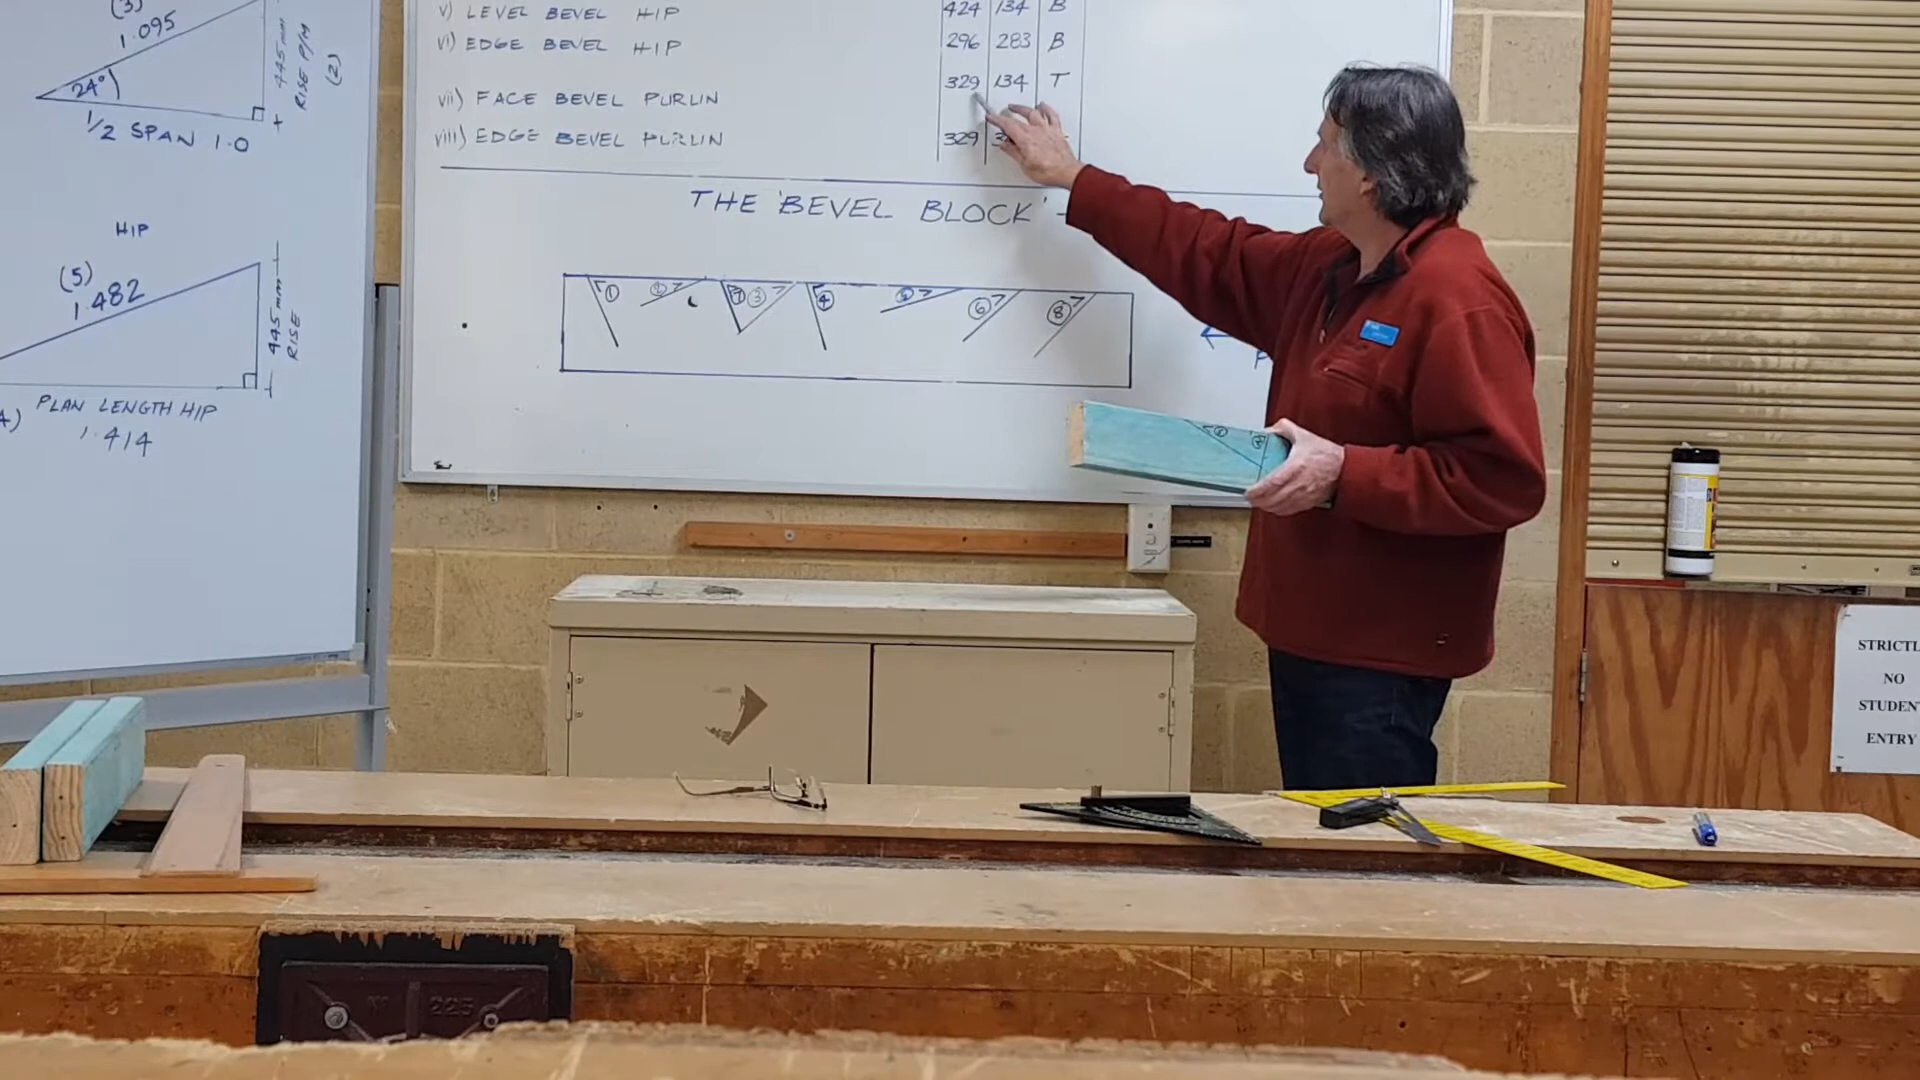 (3)
1.095
24°
1/2 SPAN 1.0
445 mm
RISE P/M
(2)
HIP
(5)
1.482
445 mm
RISE
PLAN LENGTH HIP
1.414
V) LEVEL BEVEL HIP 424 134 B
VI) EDGE BEVEL HIP 296 283 B
VII) FACE BEVEL PURLIN 329 134 T
VIII) EDGE BEVEL PURLIN 329
THE 'BEVEL BLOCK' -
1 2 7 3 4 5 6 8
STRICTL
NO
STUDEN
ENTRY
225